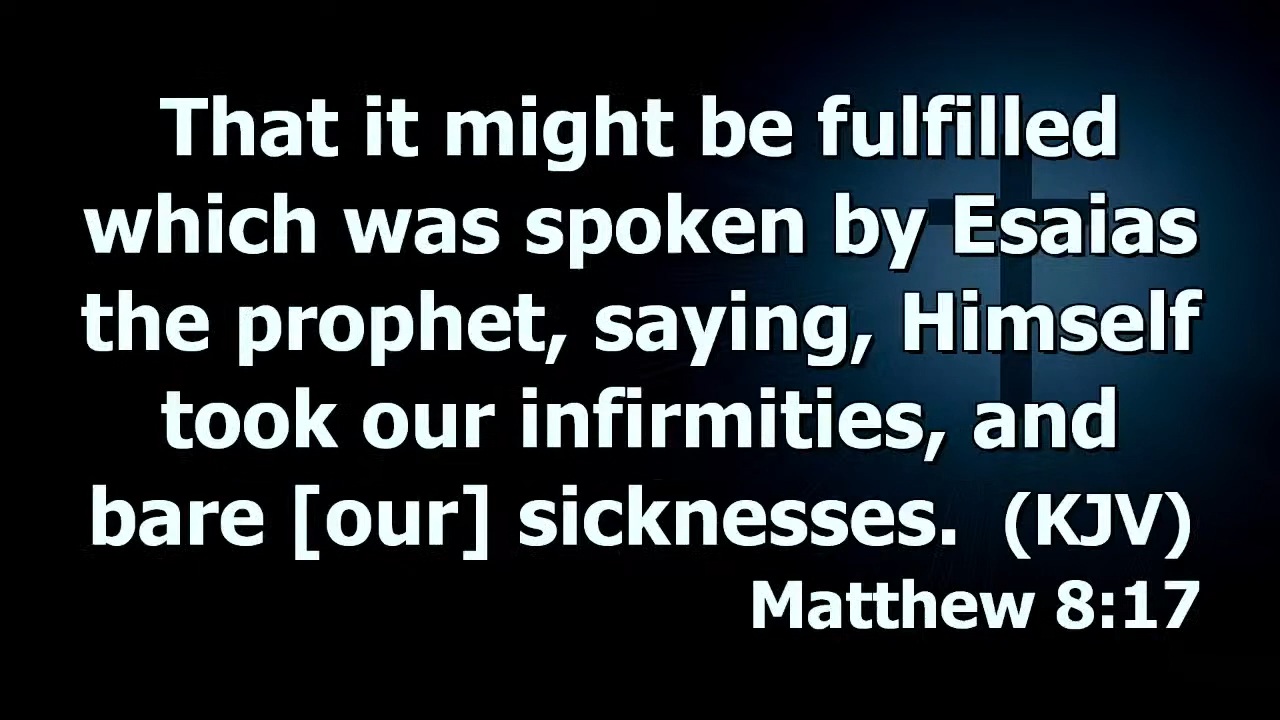 That it might be fulfilled
which was spoken by Esaias
the prophet, saying, Himself
took our infirmities, and
bare [our] sicknesses. (KJV)
Matthew 8:17